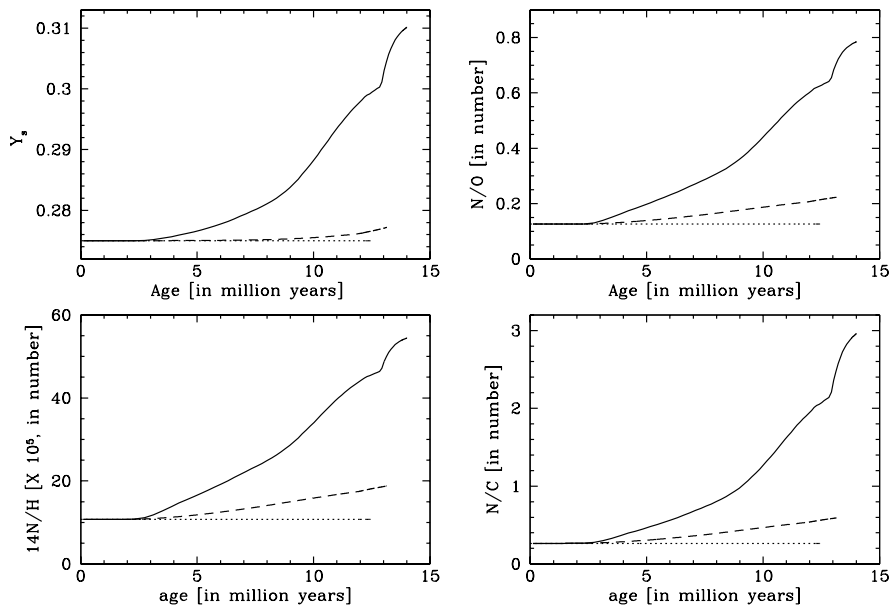 0.31
0.3
0.29
0.28
Yₛ
0 5 10 15
Age [in million years]
0.8
0.6
0.4
0.2
0
N/O [in number]
0 5 10 15
Age [in million years]
60
40
20
0
14N/H [X 10⁵, in number]
0 5 10 15
age [in million years]
3
2
1
0
N/C [in number]
0 5 10 15
age [in million years]